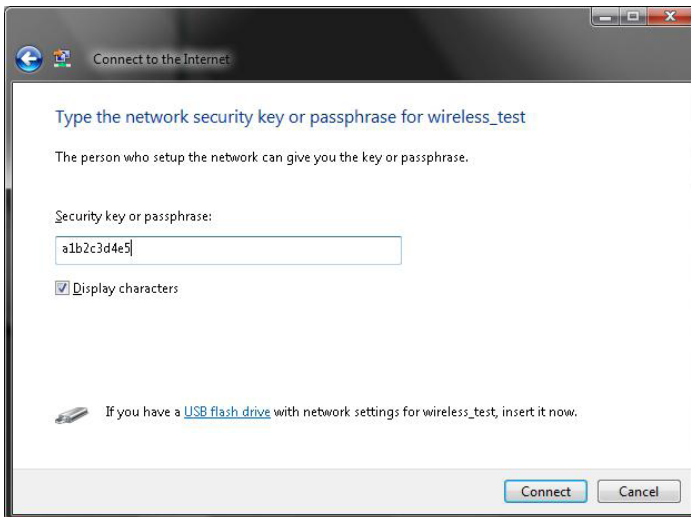 Connect to the Internet
Type the network security key or passphrase for wireless_test
The person who setup the network can give you the key or passphrase.
Security key or passphrase:
a1b2c3d4e5
Display characters
If you have a USB flash drive with network settings for wireless_test, insert it now.
Connect Cancel